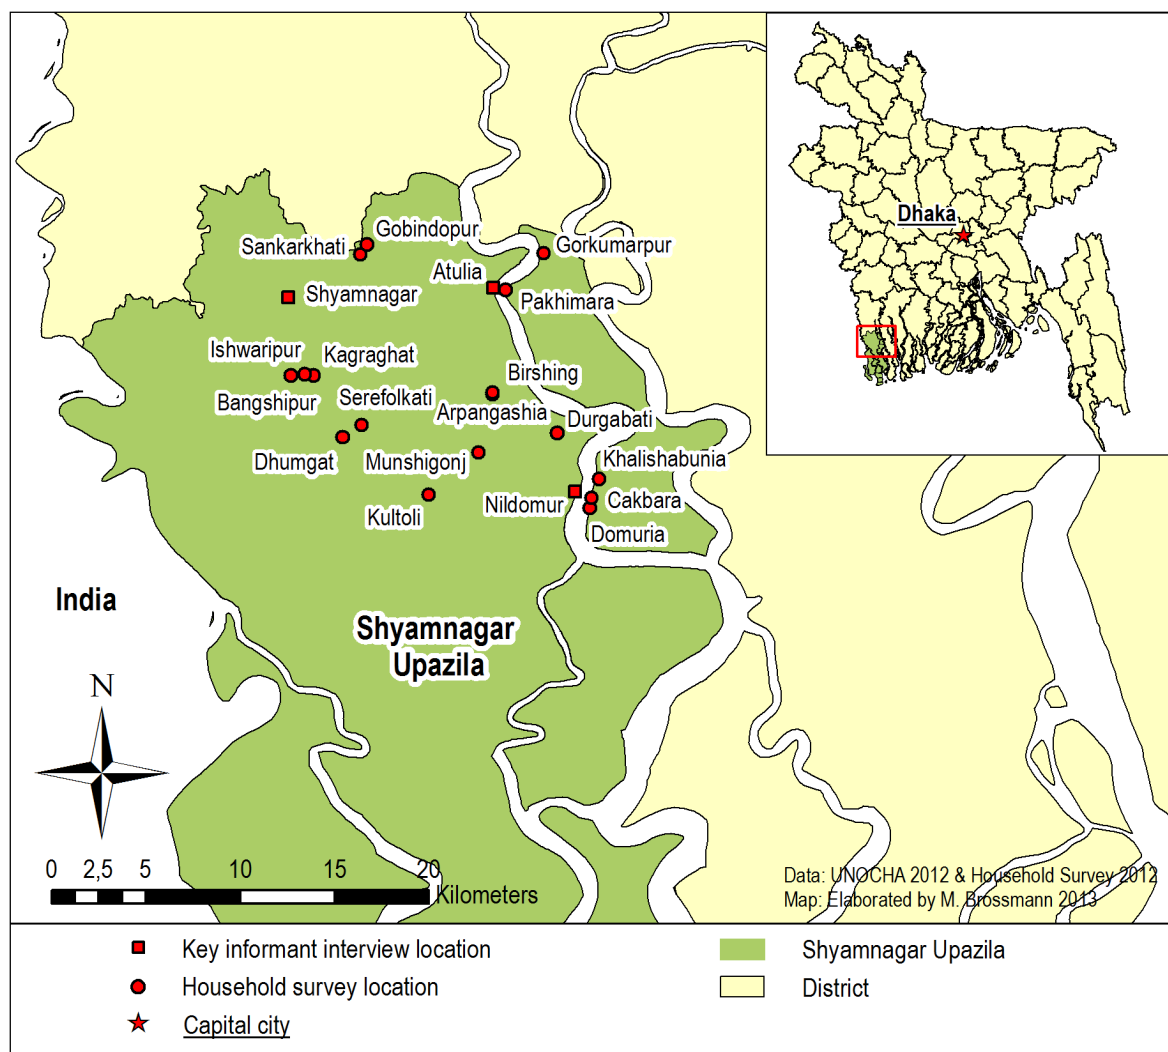 Dhaka
Gobindopur
Sankarkhati
Gorkumarpur
Atulia
Shyamnagar
Pakhimara
Ishwaripur
Kagraghat
Birshing
Bangshipur
Serefolkati
Arpangashia
Durgabati
Dhumgat
Munshigonj
Khalishabunia
Kultoli
Nildomur
Cakbara
Domuria
India
Shyamnagar
Upazila
N
0 2,5 5 10 15 20
Kilometers
Data: UNOCHA 2012 & Household Survey 2012
Map: Elaborated by M. Brossmann 2013
Key informant interview location
Household survey location
Capital city
Shyamnagar Upazila
District